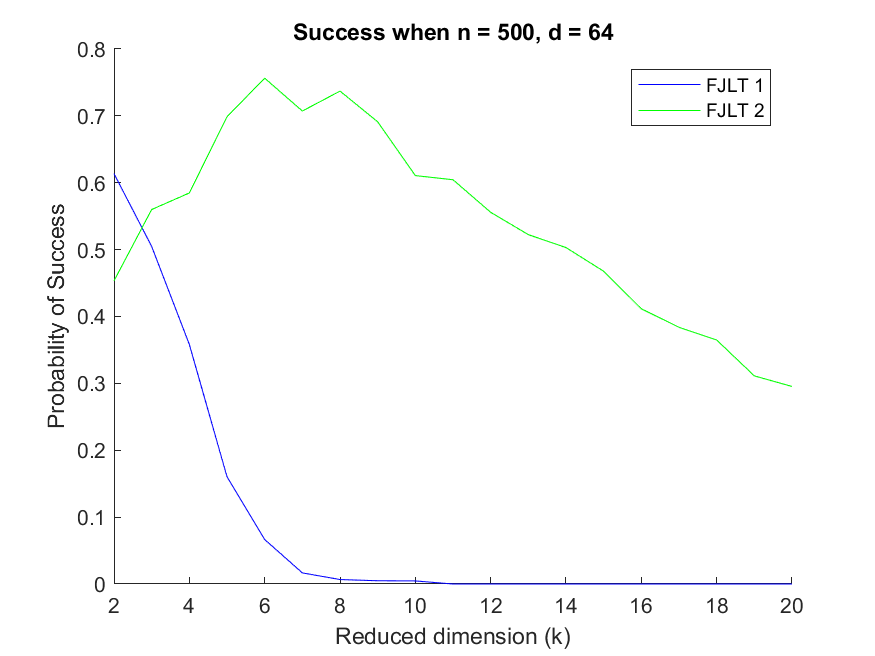 Success when n = 500, d = 64
FJLT 1
FJLT 2
Probability of Success
0.8
0.7
0.6
0.5
0.4
0.3
0.2
0.1
0
2 4 6 8 10 12 14 16 18 20
Reduced dimension (k)